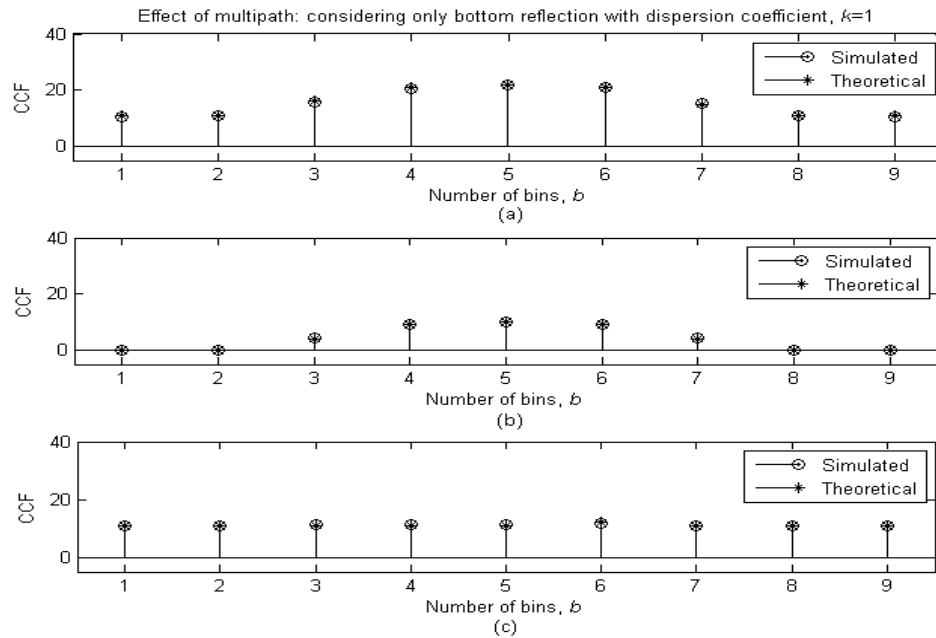 Effect of multipath: considering only bottom reflection with dispersion coefficient, k=1
40
20
0
CCF
Simulated
Theoretical
1 2 3 4 5 6 7 8 9
Number of bins, b
(a)
40
20
0
CCF
Simulated
Theoretical
1 2 3 4 5 6 7 8 9
Number of bins, b
(b)
40
20
0
CCF
Simulated
Theoretical
1 2 3 4 5 6 7 8 9
Number of bins, b
(c)